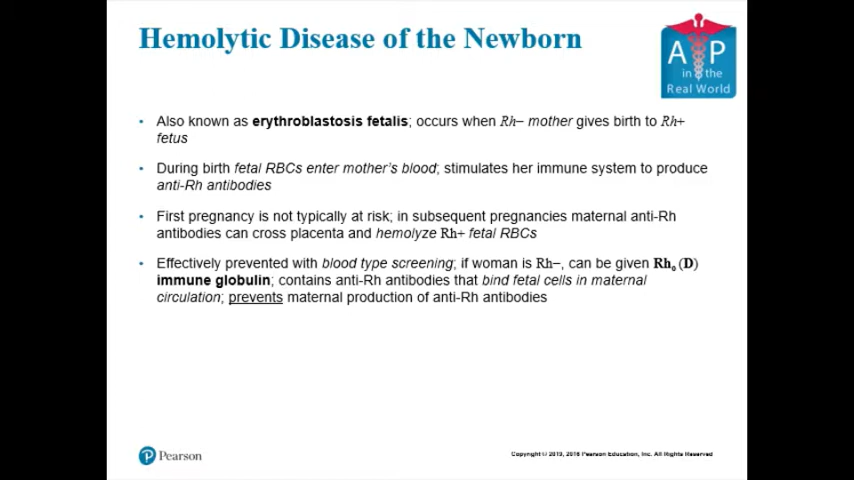 Hemolytic Disease of the Newborn
A P
in the
Real World
• Also known as erythroblastosis fetalis; occurs when Rh− mother gives birth to Rh+
fetus
• During birth fetal RBCs enter mother's blood; stimulates her immune system to produce
anti-Rh antibodies
• First pregnancy is not typically at risk; in subsequent pregnancies maternal anti-Rh
antibodies can cross placenta and hemolyze Rh+ fetal RBCs
• Effectively prevented with blood type screening; if woman is Rh−, can be given Rh₀ (D)
immune globulin; contains anti-Rh antibodies that bind fetal cells in maternal
circulation; prevents maternal production of anti-Rh antibodies
P Pearson
Copyright © 2019, 2016 Pearson Education, Inc. All Rights Reserved